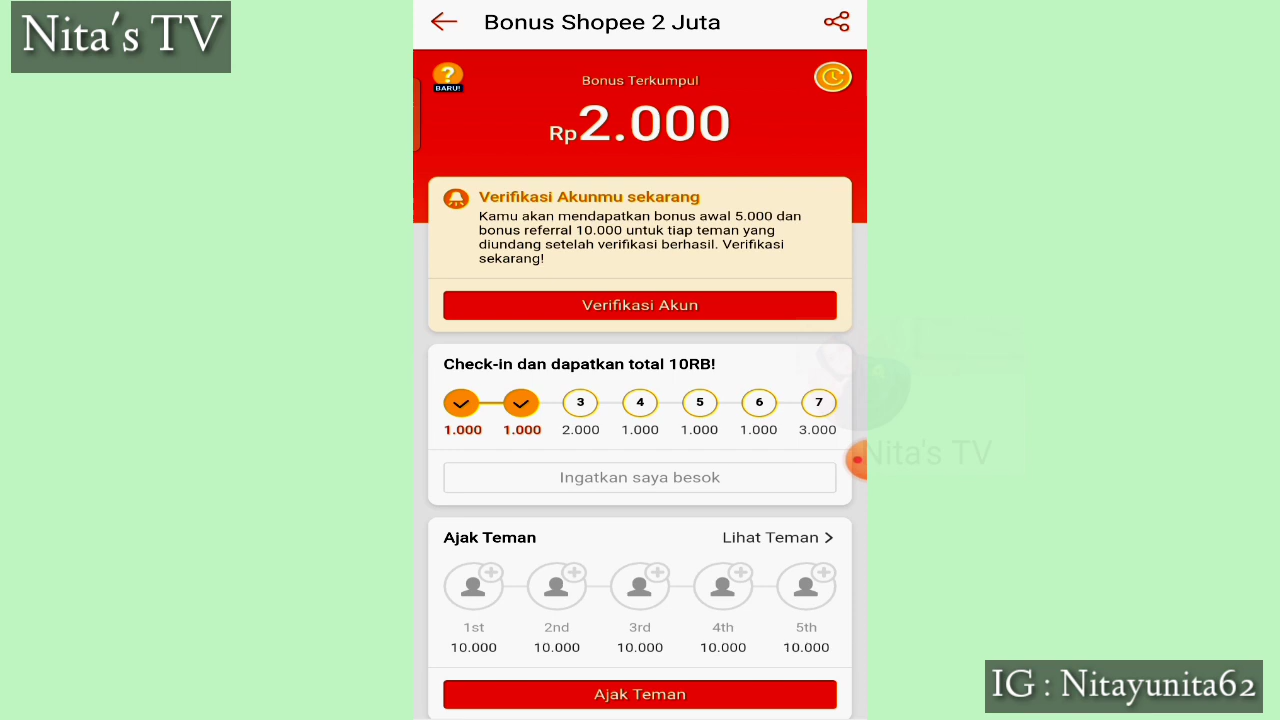 Nita's TV
Bonus Shopee 2 Juta
?
BARU!
Bonus Terkumpul
Rp2.000
Verifikasi Akunmu sekarang
Kamu akan mendapatkan bonus awal 5.000 dan
bonus referral 10.000 untuk tiap teman yang
diundang setelah verifikasi berhasil. Verifikasi
sekarang!
Verifikasi Akun
Check-in dan dapatkan total 10RB!
3 4 5 6 7
1.000 1.000 2.000 1.000 1.000 1.000 3.000
Nita's TV
Ingatkan saya besok
Ajak Teman Lihat Teman >
1st 2nd 3rd 4th 5th
10.000 10.000 10.000 10.000 10.000
Ajak Teman
IG : Nitayunita62